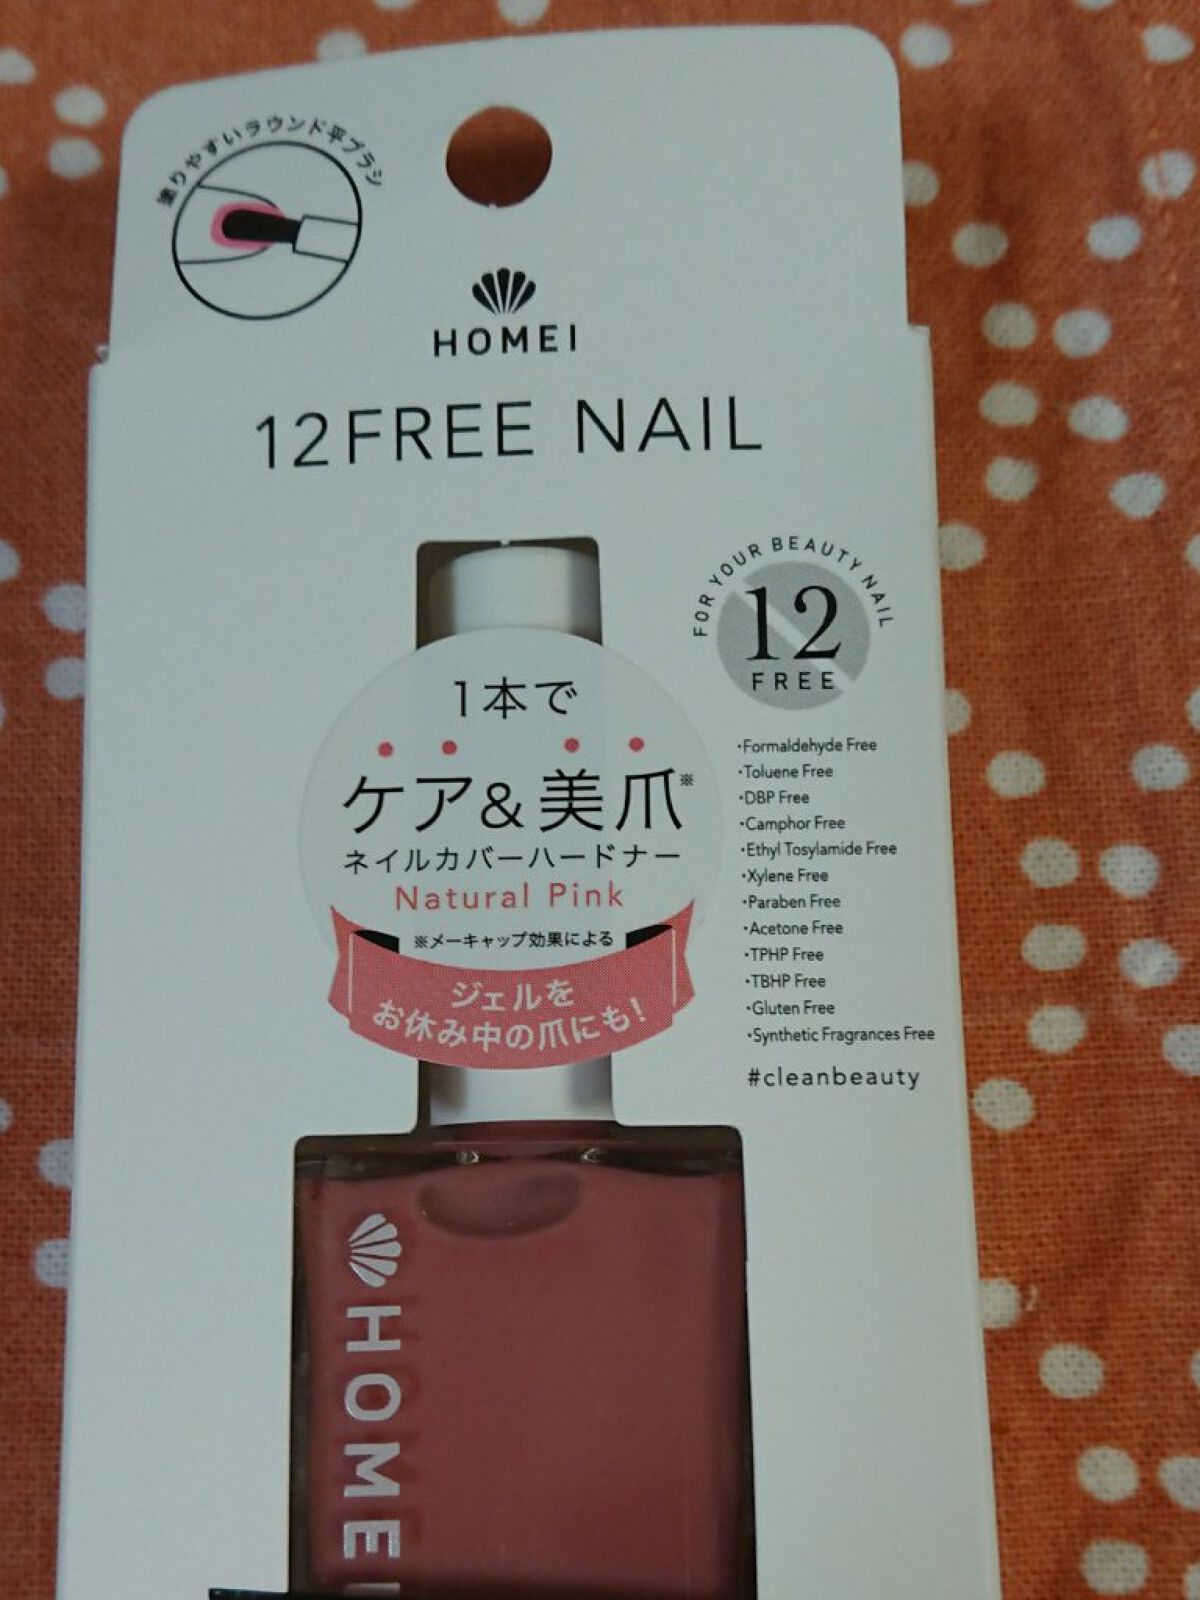 塗りやすいラウンド平ブラシ
HOMEI
12FREE NAIL
FOR YOUR BEAUTY NAIL
12
FREE
1本で
ケア&美爪※
ネイルカバーハードナー
Natural Pink
※メーキャップ効果による
ジェルを
お休み中の爪にも!
・Formaldehyde Free
・Toluene Free
・DBP Free
・Camphor Free
・Ethyl Tosylamide Free
・Xylene Free
・Paraben Free
・Acetone Free
・TPHP Free
・TBHP Free
・Gluten Free
・Synthetic Fragrances Free
#cleanbeauty
HOMEI